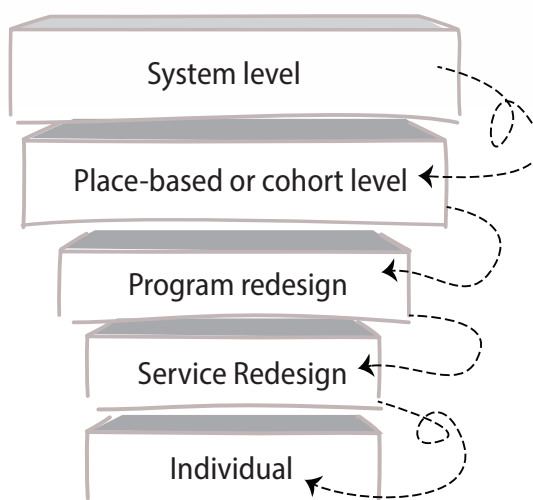 System level
Place-based or cohort level
Program redesign
Service Redesign
Individual